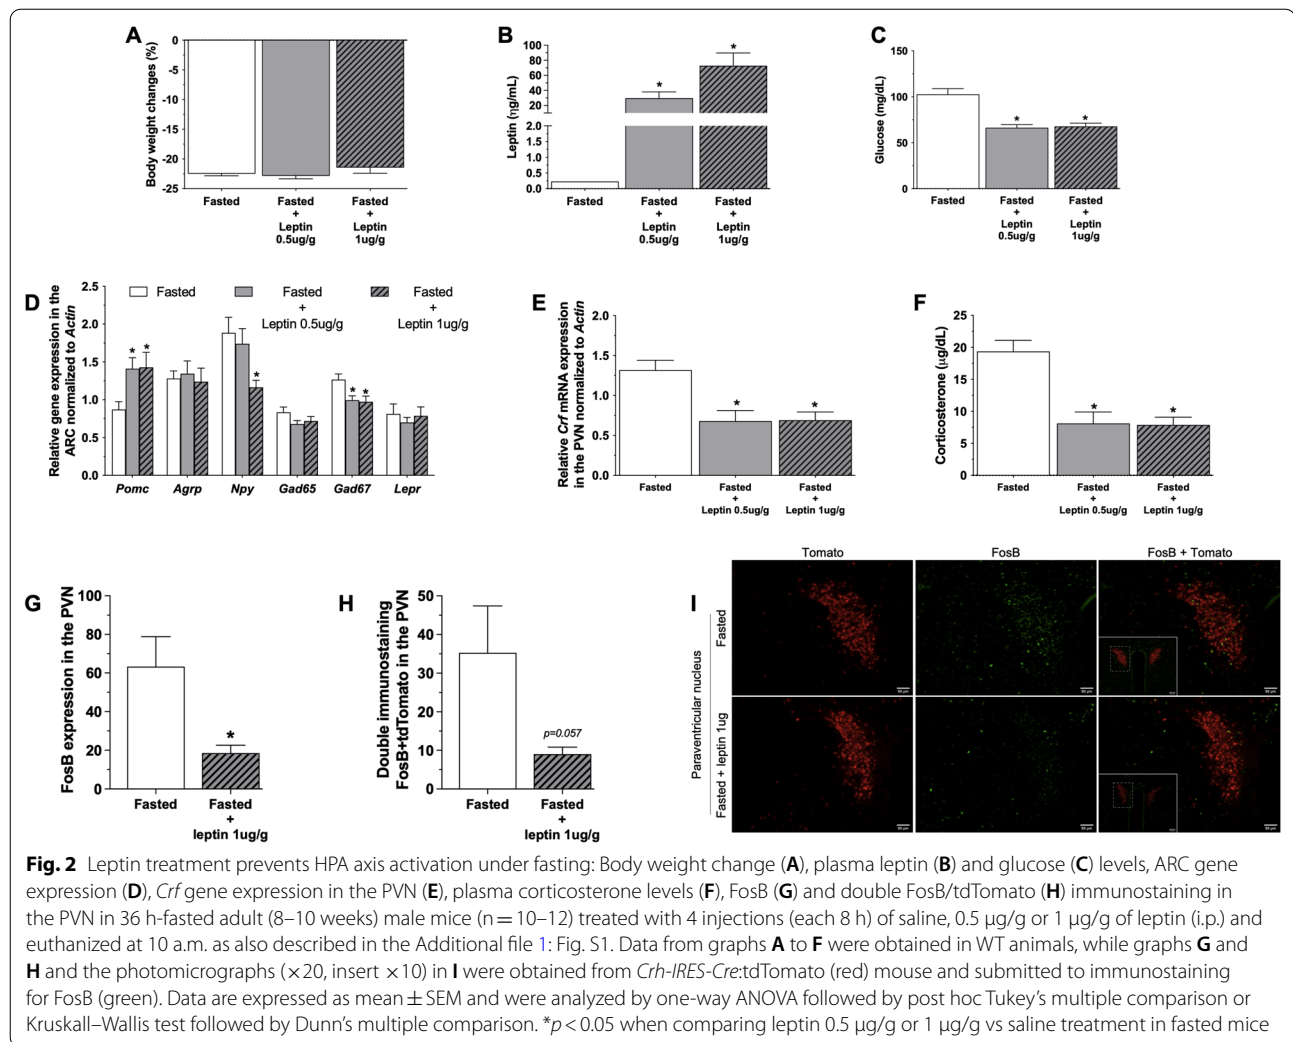 A
Body weight changes (%)
0
-5
-10
-15
-20
-25
Fasted
Fasted
+
Leptin
0.5ug/g
Fasted
+
Leptin
1ug/g
B
Leptin (ηg/mL)
100
80
60
40
20
2.0
1.5
1.0
0.5
0.0
*
*
Fasted
Fasted
+
Leptin
0.5ug/g
Fasted
+
Leptin
1ug/g
C
Glucose (mg/dL)
150
100
50
0
*
*
Fasted
Fasted
+
Leptin
0.5ug/g
Fasted
+
Leptin
1ug/g
D
Relative gene expression in the
ARC normalized to Actin
2.5
2.0
1.5
1.0
0.5
0.0
Fasted
Fasted
+
Leptin 0.5ug/g
Fasted
+
Leptin 1ug/g
* *
*
* *
Pomc Agrp Npy Gad65 Gad67 Lepr
E
Relative Crf mRNA expression
in the PVN normalized to Actin
2.0
1.5
1.0
0.5
0.0
*
*
Fasted
Fasted
+
Leptin 0.5ug/g
Fasted
+
Leptin 1ug/g
F
Corticosterone (µg/dL)
25
20
15
10
5
0
*
*
Fasted
Fasted
+
Leptin 0.5ug/g
Fasted
+
Leptin 1ug/g
G
FosB expression in the PVN
100
80
60
40
20
0
*
Fasted
Fasted
+
leptin 1ug/g
H
Double immunostaining
FosB+tdTomato in the PVN
50
40
30
20
10
0
p=0.057
Fasted
Fasted
+
leptin 1ug/g
I
Tomato FosB FosB + Tomato
Paraventricular nucleus
Fasted
Fasted + leptin 1ug
50 µm
50 µm
50 µm
50 µm
50 µm
50 µm
Fig. 2 Leptin treatment prevents HPA axis activation under fasting: Body weight change (A), plasma leptin (B) and glucose (C) levels, ARC gene
expression (D), Crf gene expression in the PVN (E), plasma corticosterone levels (F), FosB (G) and double FosB/tdTomato (H) immunostaining in
the PVN in 36 h-fasted adult (8–10 weeks) male mice (n = 10–12) treated with 4 injections (each 8 h) of saline, 0.5 µg/g or 1 µg/g of leptin (i.p.) and
euthanized at 10 a.m. as also described in the Additional file 1: Fig. S1. Data from graphs A to F were obtained in WT animals, while graphs G and
H and the photomicrographs (×20, insert ×10) in I were obtained from Crh-IRES-Cre:tdTomato (red) mouse and submitted to immunostaining
for FosB (green). Data are expressed as mean ± SEM and were analyzed by one-way ANOVA followed by post hoc Tukey's multiple comparison or
Kruskall–Wallis test followed by Dunn's multiple comparison. *p < 0.05 when comparing leptin 0.5 µg/g or 1 µg/g vs saline treatment in fasted mice